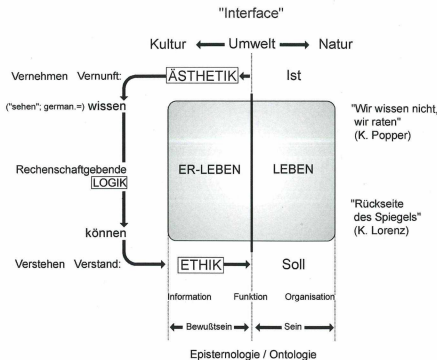 "Interface"
Kultur Umwelt Natur
Vernehmen Vernunft: ÄSTHETIK Ist
("sehen"; german.=) wissen
"Wir wissen nicht,
wir raten"
(K. Popper)
Rechenschaftgebende
LOGIK
ER-LEBEN LEBEN
"Rückseite
des Spiegels"
(K. Lorenz)
können
Verstehen Verstand: ETHIK Soll
Information Funktion Organisation
Bewußtsein Sein
Epistemologie / Ontologie